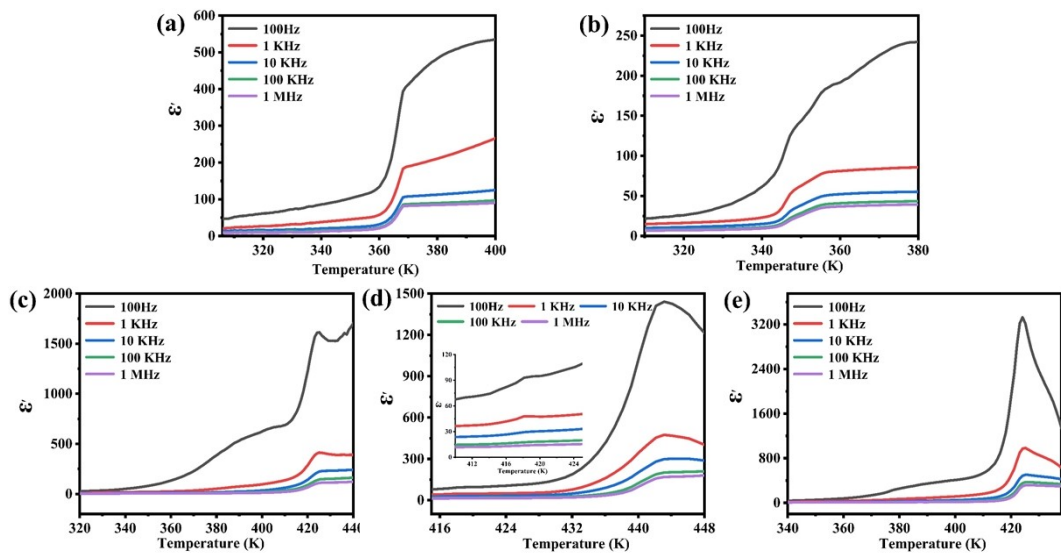 (a)
600
500
400
300
200
100
0
ε′
100Hz
1 KHz
10 KHz
100 KHz
1 MHz
320 340 360 380 400
Temperature (K)
(b)
250
200
150
100
50
0
ε′
100Hz
1 KHz
10 KHz
100 KHz
1 MHz
320 340 360 380
Temperature (K)
(c)
2000
1500
1000
500
0
ε′
100Hz
1 KHz
10 KHz
100 KHz
1 MHz
320 360 400 440
Temperature (K)
(d)
1500
1200
900
600
300
0
ε′
100Hz 1 KHz 10 KHz
100 KHz 1 MHz
120
90
60
30
0
ε′
412 416 420 424
Temperature (K)
416 424 432 440 448
Temperature (K)
(e)
3200
2400
1600
800
0
ε′
100Hz
1 KHz
10 KHz
100 KHz
1 MHz
340 360 380 400 420
Temperature (K)